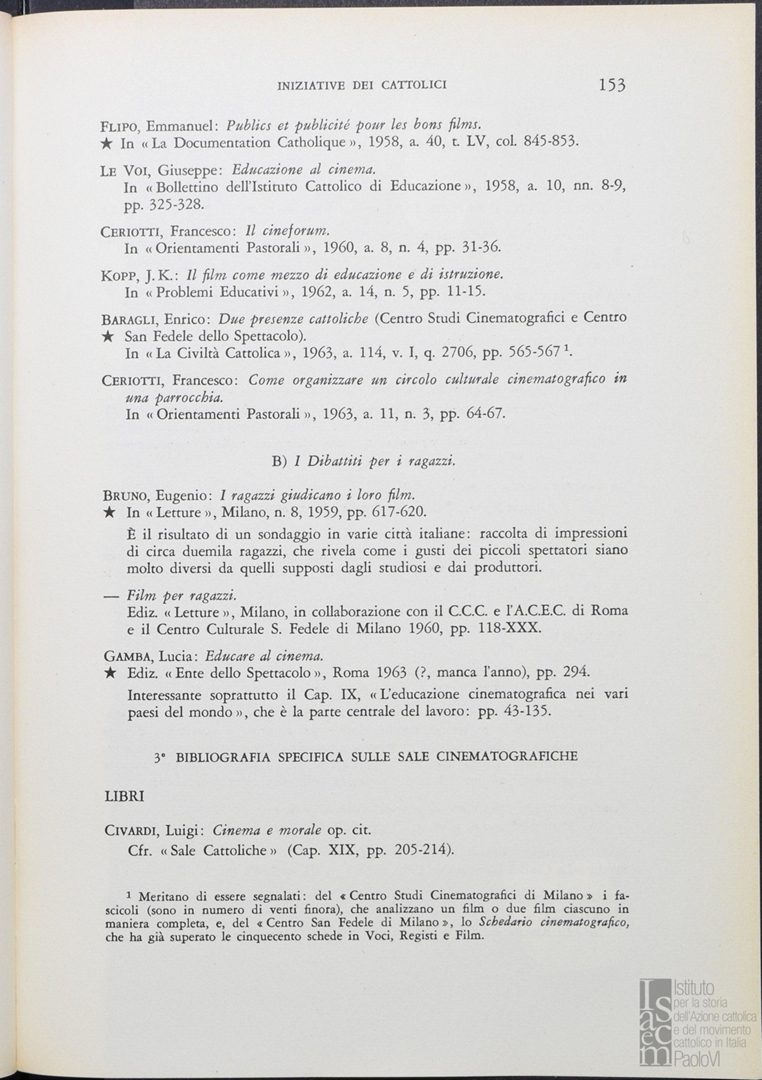 INIZIATIVE DEI CATTOLICI 153
FLIPO, Emmanuel: Publics et publicité pour les bons films.
★ In « La Documentation Catholique », 1958, a. 40, t. LV, col. 845-853.
LE VOI, Giuseppe: Educazione al cinema.
In « Bollettino dell'Istituto Cattolico di Educazione », 1958, a. 10, nn. 8-9,
pp. 325-328.
CERIOTTI, Francesco: Il cineforum.
In « Orientamenti Pastorali », 1960, a. 8, n. 4, pp. 31-36.
KOPP, J. K.: Il film come mezzo di educazione e di istruzione.
In « Problemi Educativi », 1962, a. 14, n. 5, pp. 11-15.
BARAGLI, Enrico: Due presenze cattoliche (Centro Studi Cinematografici e Centro
★ San Fedele dello Spettacolo).
In « La Civiltà Cattolica », 1963, a. 114, v. I, q. 2706, pp. 565-567 ¹.
CERIOTTI, Francesco: Come organizzare un circolo culturale cinematografico in
una parrocchia.
In « Orientamenti Pastorali », 1963, a. 11, n. 3, pp. 64-67.
B) I Dibattiti per i ragazzi.
BRUNO, Eugenio: I ragazzi giudicano i loro film.
★ In « Letture », Milano, n. 8, 1959, pp. 617-620.
È il risultato di un sondaggio in varie città italiane: raccolta di impressioni
di circa duemila ragazzi, che rivela come i gusti dei piccoli spettatori siano
molto diversi da quelli supposti dagli studiosi e dai produttori.
— Film per ragazzi.
Ediz. « Letture », Milano, in collaborazione con il C.C.C. e l'A.C.E.C. di Roma
e il Centro Culturale S. Fedele di Milano 1960, pp. 118-XXX.
GAMBA, Lucia: Educare al cinema.
★ Ediz. « Ente dello Spettacolo », Roma 1963 (?, manca l'anno), pp. 294.
Interessante soprattutto il Cap. IX, « L'educazione cinematografica nei vari
paesi del mondo », che è la parte centrale del lavoro: pp. 43-135.
3° BIBLIOGRAFIA SPECIFICA SULLE SALE CINEMATOGRAFICHE
LIBRI
CIVARDI, Luigi: Cinema e morale op. cit.
Cfr. « Sale Cattoliche » (Cap. XIX, pp. 205-214).
¹ Meritano di essere segnalati: del « Centro Studi Cinematografici di Milano » i fa-
scicoli (sono in numero di venti finora), che analizzano un film o due film ciascuno in
maniera completa, e, del « Centro San Fedele di Milano », lo Schedario cinematografico,
che ha già superato le cinquecento schede in Voci, Registi e Film.
Isacem
Istituto
per la storia
dell'Azione cattolica
e del movimento
cattolico in Italia
PaoloVI